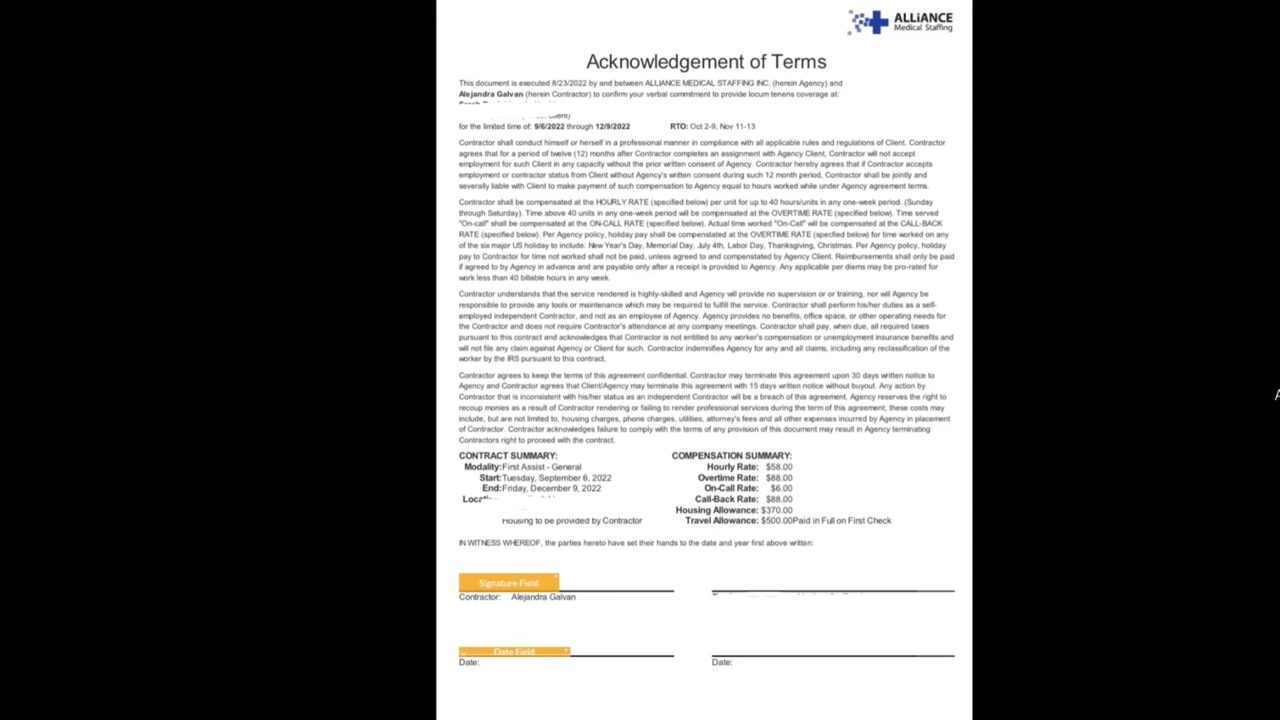 ALLiANCE
Medical Staffing
Acknowledgement of Terms
This document is executed 8/23/2022 by and between ALLIANCE MEDICAL STAFFING INC. (herein Agency) and
Alejandra Galvan (herein Contractor) to confirm your verbal commitment to provide locum tenens coverage at:
Client)
for the limited time of: 9/6/2022 through 12/9/2022 RTO: Oct 2-9, Nov 11-13
Contractor shall conduct himself or herself in a professional manner in compliance with all applicable rules and regulations of Client. Contractor
agrees that for a period of twelve (12) months after Contractor completes an assignment with Agency Client, Contractor will not accept
employment for such Client in any capacity without the prior written consent of Agency. Contractor hereby agrees that if Contractor accepts
employment or contractor status from Client without Agency's written consent during such 12 month period, Contractor shall be jointly and
severally liable with Client to make payment of such compensation to Agency equal to hours worked while under Agency agreement terms.
Contractor shall be compensated at the HOURLY RATE (specified below) per unit for up to 40 hours/units in any one-week period. (Sunday
through Saturday). Time above 40 units in any one-week period will be compensated at the OVERTIME RATE (specified below). Time served
"On-call" shall be compensated at the ON-CALL RATE (specified below). Actual time worked "On-Call" will be compensated at the CALL-BACK
RATE (specified below). Per Agency policy, holiday pay shall be compenstated at the OVERTIME RATE (specfied below) for time worked on any
of the six major US holiday to include: New Year's Day, Memorial Day, July 4th, Labor Day, Thanksgiving, Christmas. Per Agency policy, holiday
pay to Contractor for time not worked shall not be paid, unless agreed to and compenstated by Agency Client. Reimbursements shall only be paid
if agreed to by Agency in advance and are payable only after a receipt is provided to Agency. Any applicable per diems may be pro-rated for
work less than 40 billable hours in any week.
Contractor understands that the service rendered is highly-skilled and Agency will provide no supervision or or training, nor will Agency be
responsible to provide any tools or maintenance which may be required to fulfill the service. Contractor shall perform his/her duties as a self-
employed independent Contractor, and not as an employee of Agency. Agency provides no benefits, office space, or other operating needs for
the Contractor and does not require Contractor's attendance at any company meetings. Contractor shall pay, when due, all required taxes
pursuant to this contract and acknowledges that Contractor is not entitled to any worker's compensation or unemployment insurance benefits and
will not file any claim against Agency or Client for such. Contractor indemnifies Agency for any and all claims, including any reclassification of the
worker by the IRS pursuant to this contract.
Contractor agrees to keep the terms of this agreement confidential. Contractor may terminate this agreement upon 30 days written notice to
Agency and Contractor agrees that Client/Agency may terminate this agreement with 15 days written notice without buyout. Any action by
Contractor that is inconsistent with his/her status as an independent Contractor will be a breach of this agreement. Agency reserves the right to
recoup monies as a result of Contractor rendering or failing to render professional services during the term of this agreement; these costs may
include, but are not limited to, housing charges, phone charges, utilities, attorney's fees and all other expenses incurred by Agency in placement
of Contractor. Contractor acknowledges failure to comply with the terms of any provision of this document may result in Agency terminating
Contractors right to proceed with the contract.
CONTRACT SUMMARY: COMPENSATION SUMMARY:
Modality: First Assist - General Hourly Rate: $58.00
Start: Tuesday, September 6, 2022 Overtime Rate: $88.00
End: Friday, December 9, 2022 On-Call Rate: $6.00
Call-Back Rate: $88.00
Housing Allowance: $370.00
Housing to be provided by Contractor Travel Allowance: $500.00Paid in Full on First Check
IN WITNESS WHEREOF, the parties hereto have set their hands to the date and year first above written:
Signature Field
Contractor: Alejandra Galvan
Date Field
Date: Date: